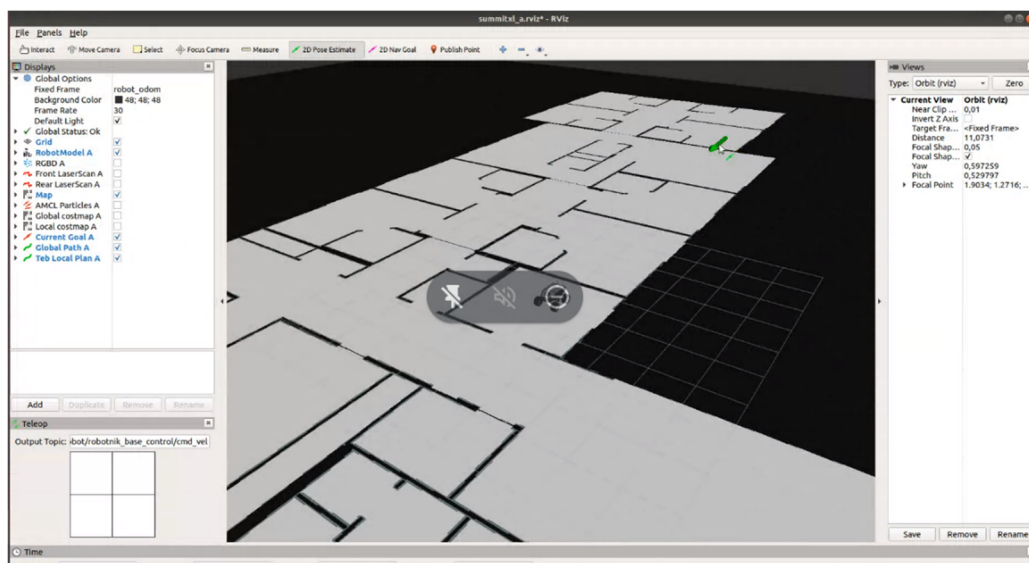 summitxl_a.rviz* - RViz
File Panels Help
Interact Move Camera Select Focus Camera Measure 2D Pose Estimate 2D Nav Goal Publish Point
Displays
Global Options
Fixed Frame robot_odom
Background Color 48; 48; 48
Frame Rate 30
Default Light
Global Status: Ok
Grid
RobotModel A
RGBD A
Front LaserScan A
Rear LaserScan A
Map
AMCL Particles A
Global costmap A
Local costmap A
Current Goal A
Global Path A
Teb Local Plan A
Add Duplicate Remove Rename
Teleop
Output Topic: ›bot/robotnik_base_control/cmd_vel
Time
Views
Type: Orbit (rviz) Zero
Current View Orbit (rviz)
Near Clip ... 0,01
Invert Z Axis
Target Fra... <Fixed Frame>
Distance 11,0731
Focal Shap... 0,05
Focal Shap...
Yaw 0,597259
Pitch 0,529797
Focal Point 1.9034; 1.2716; ...
Save Remove Rename